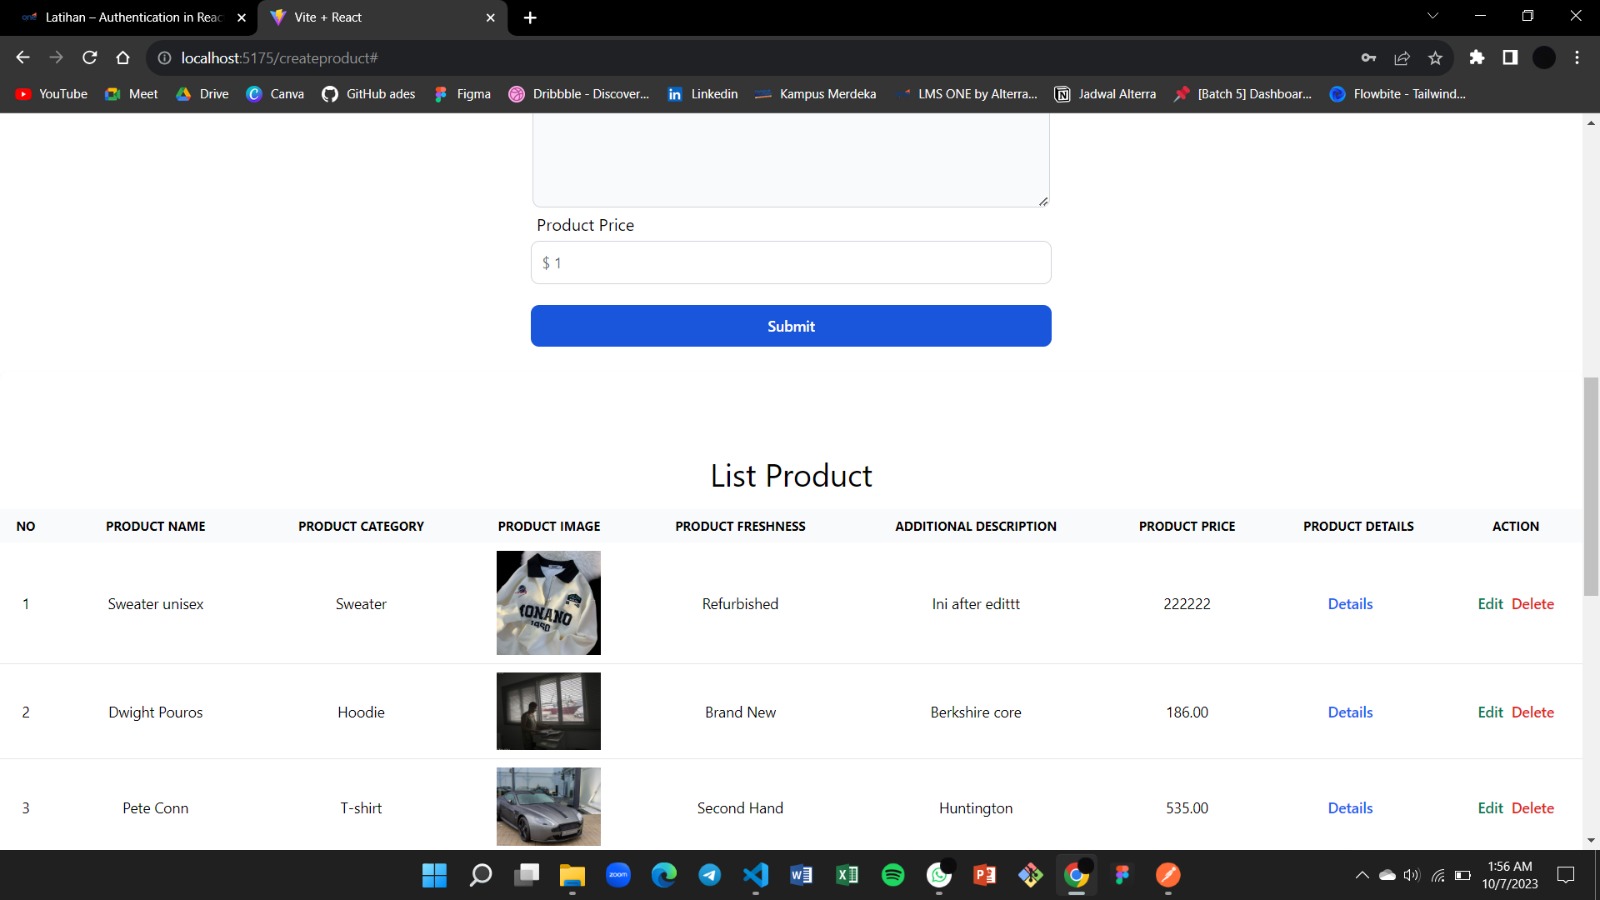 Latihan – Authentication in Reac
Vite + React
localhost:5175/createproduct#
YouTube Meet Drive Canva GitHub ades Figma Dribbble - Discover... Linkedin Kampus Merdeka LMS ONE by Alterra... Jadwal Alterra [Batch 5] Dashboar... Flowbite - Tailwind...
Product Price
$ 1
Submit
List Product
NO PRODUCT NAME PRODUCT CATEGORY PRODUCT IMAGE PRODUCT FRESHNESS ADDITIONAL DESCRIPTION PRODUCT PRICE PRODUCT DETAILS ACTION
1 Sweater unisex Sweater Refurbished Ini after edittt 222222 Details Edit Delete
2 Dwight Pouros Hoodie Brand New Berkshire core 186.00 Details Edit Delete
3 Pete Conn T-shirt Second Hand Huntington 535.00 Details Edit Delete
zoom
1:56 AM
10/7/2023